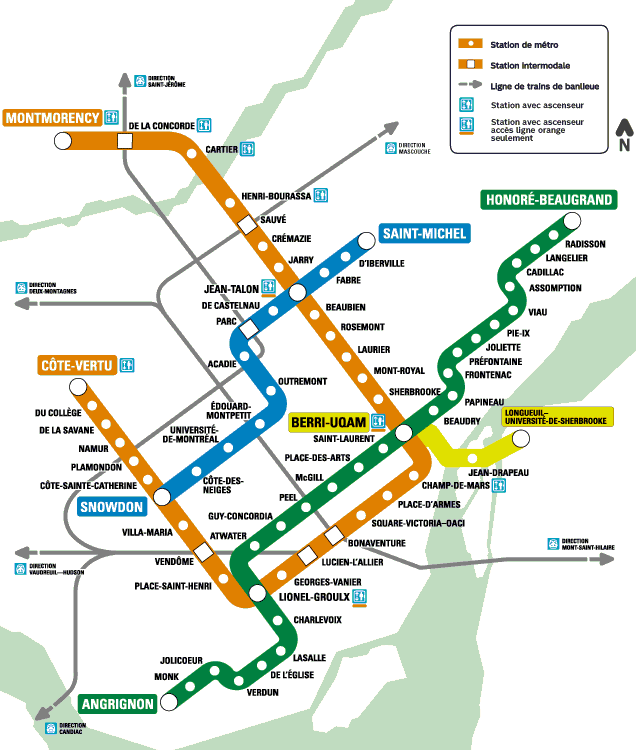 Station de métro
Station intermodale
Ligne de trains de banlieue
Station avec ascenseur
Station avec ascenseur
accès ligne orange
seulement
N
DIRECTION
SAINT-JÉRÔME
MONTMORENCY
DE LA CONCORDE
CARTIER
DIRECTION
MASCOUCHE
HENRI-BOURASSA
SAUVÉ
HONORÉ-BEAUGRAND
CRÉMAZIE
SAINT-MICHEL
RADISSON
JARRY
D'IBERVILLE
LANGELIER
FABRE
CADILLAC
DIRECTION
DEUX-MONTAGNES
JEAN-TALON
ASSOMPTION
DE CASTELNAU
BEAUBIEN
VIAU
PARC
ROSEMONT
PIE-IX
LAURIER
JOLIETTE
ACADIE
PRÉFONTAINE
CÔTE-VERTU
MONT-ROYAL
FRONTENAC
OUTREMONT
SHERBROOKE
PAPINEAU
DU COLLÈGE
ÉDOUARD-
MONTPETIT
BERRI-UQAM
BEAUDRY
LONGUEUIL–
UNIVERSITÉ-DE-SHERBROOKE
DE LA SAVANE
UNIVERSITÉ-
DE-MONTRÉAL
SAINT-LAURENT
NAMUR
PLACE-DES-ARTS
PLAMONDON
JEAN-DRAPEAU
CÔTE-SAINTE-CATHERINE
CÔTE-DES-
NEIGES
McGILL
CHAMP-DE-MARS
SNOWDON
PEEL
PLACE-D'ARMES
GUY-CONCORDIA
SQUARE-VICTORIA–OACI
VILLA-MARIA
ATWATER
BONAVENTURE
DIRECTION
MONT-SAINT-HILAIRE
VENDÔME
LUCIEN-L'ALLIER
DIRECTION
VAUDREUIL—HUDSON
PLACE-SAINT-HENRI
GEORGES-VANIER
LIONEL-GROULX
CHARLEVOIX
JOLICOEUR
LASALLE
MONK
DE L'ÉGLISE
VERDUN
ANGRIGNON
DIRECTION
CANDIAC